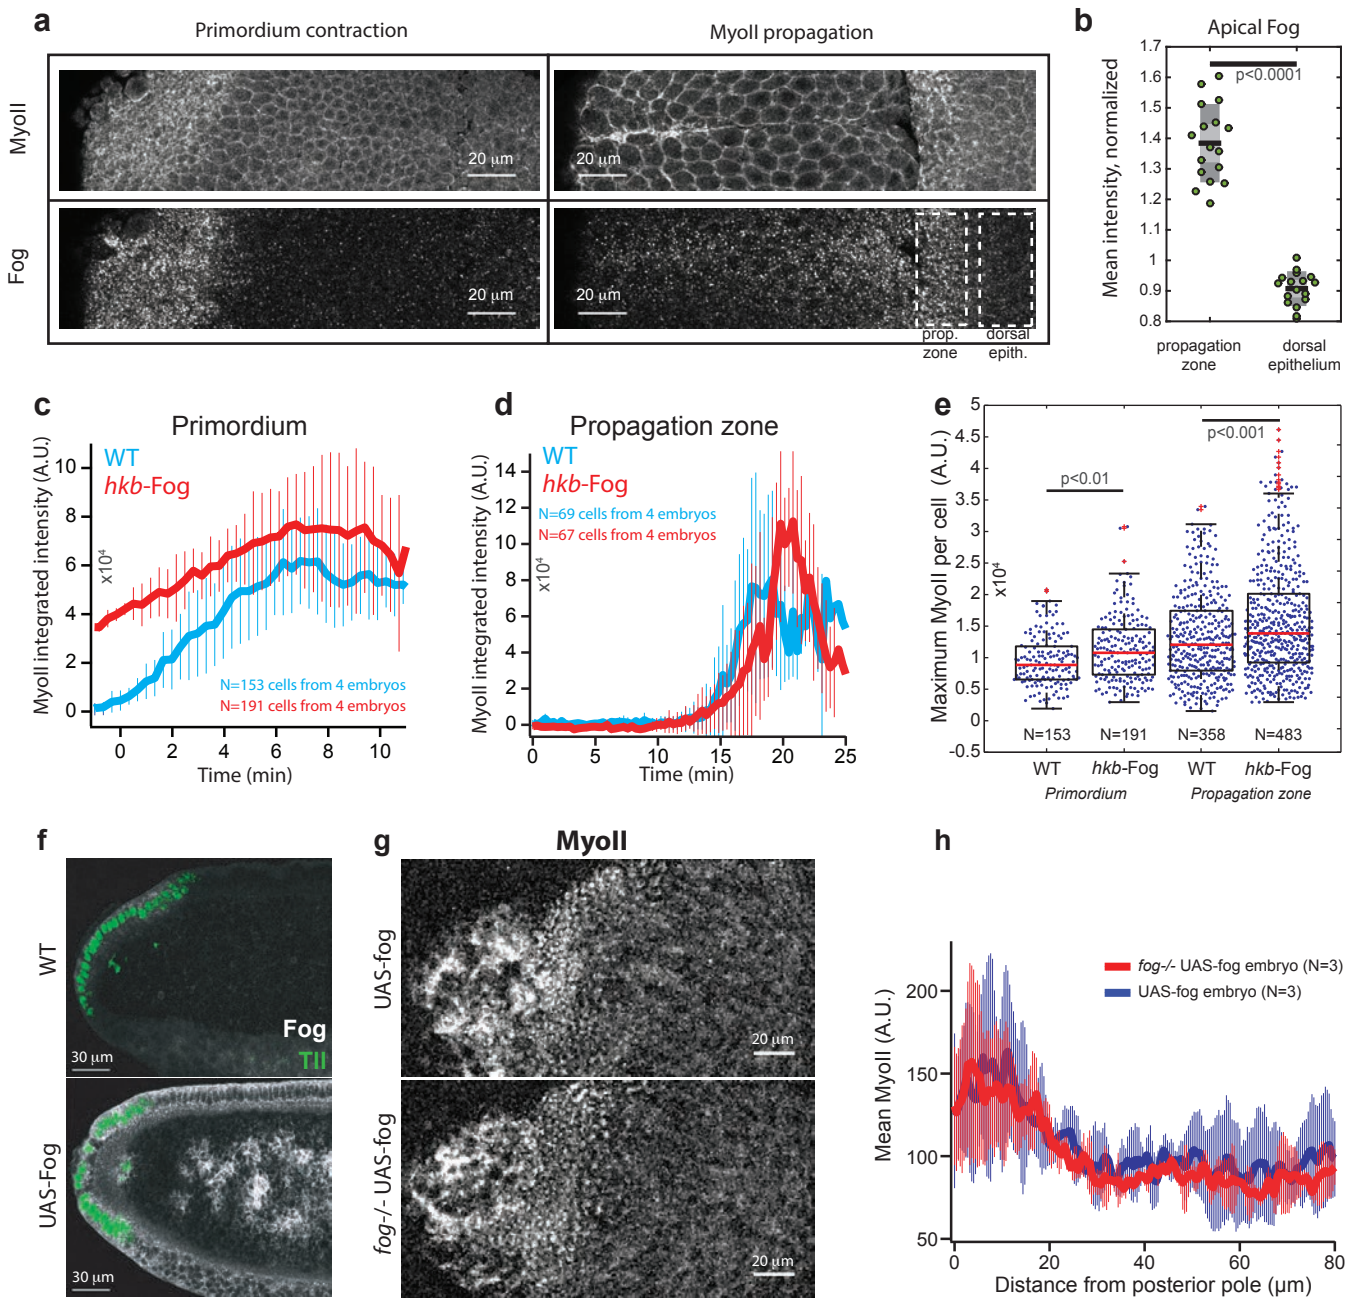 a
Primordium contraction
MyoII propagation
MyoII
20 µm
20 µm
Fog
20 µm
20 µm
prop.
zone
dorsal
epith.
b
Apical Fog
Mean intensity, normalized
1.7
1.6
1.5
1.4
1.3
1.2
1.1
1
0.9
0.8
p<0.0001
propagation
zone
dorsal
epithelium
c
Primordium
WT
hkb-Fog
MyoII integrated intensity (A.U.)
x10⁴
10
8
6
4
2
0
N=153 cells from 4 embryos
N=191 cells from 4 embryos
0
2
4
6
8
10
Time (min)
d
Propagation zone
WT
hkb-Fog
N=69 cells from 4 embryos
N=67 cells from 4 embryos
MyoII integrated intensity (A.U.)
x10⁴
14
12
10
8
6
4
2
0
0
5
10
15
20
25
Time (min)
e
Maximum MyoII per cell (A.U.)
x10⁴
5
4.5
4
3.5
3
2.5
2
1.5
1
0.5
0
-0.5
p<0.01
p<0.001
N=153
N=191
N=358
N=483
WT
hkb-Fog
WT
hkb-Fog
Primordium
Propagation zone
f
WT
Fog
Tll
30 µm
UAS-Fog
30 µm
g
MyoII
UAS-fog
20 µm
fog-/- UAS-fog
20 µm
h
fog-/- UAS-fog embryo (N=3)
UAS-fog embryo (N=3)
Mean MyoII (A.U.)
200
150
100
50
0
20
40
60
80
Distance from posterior pole (µm)